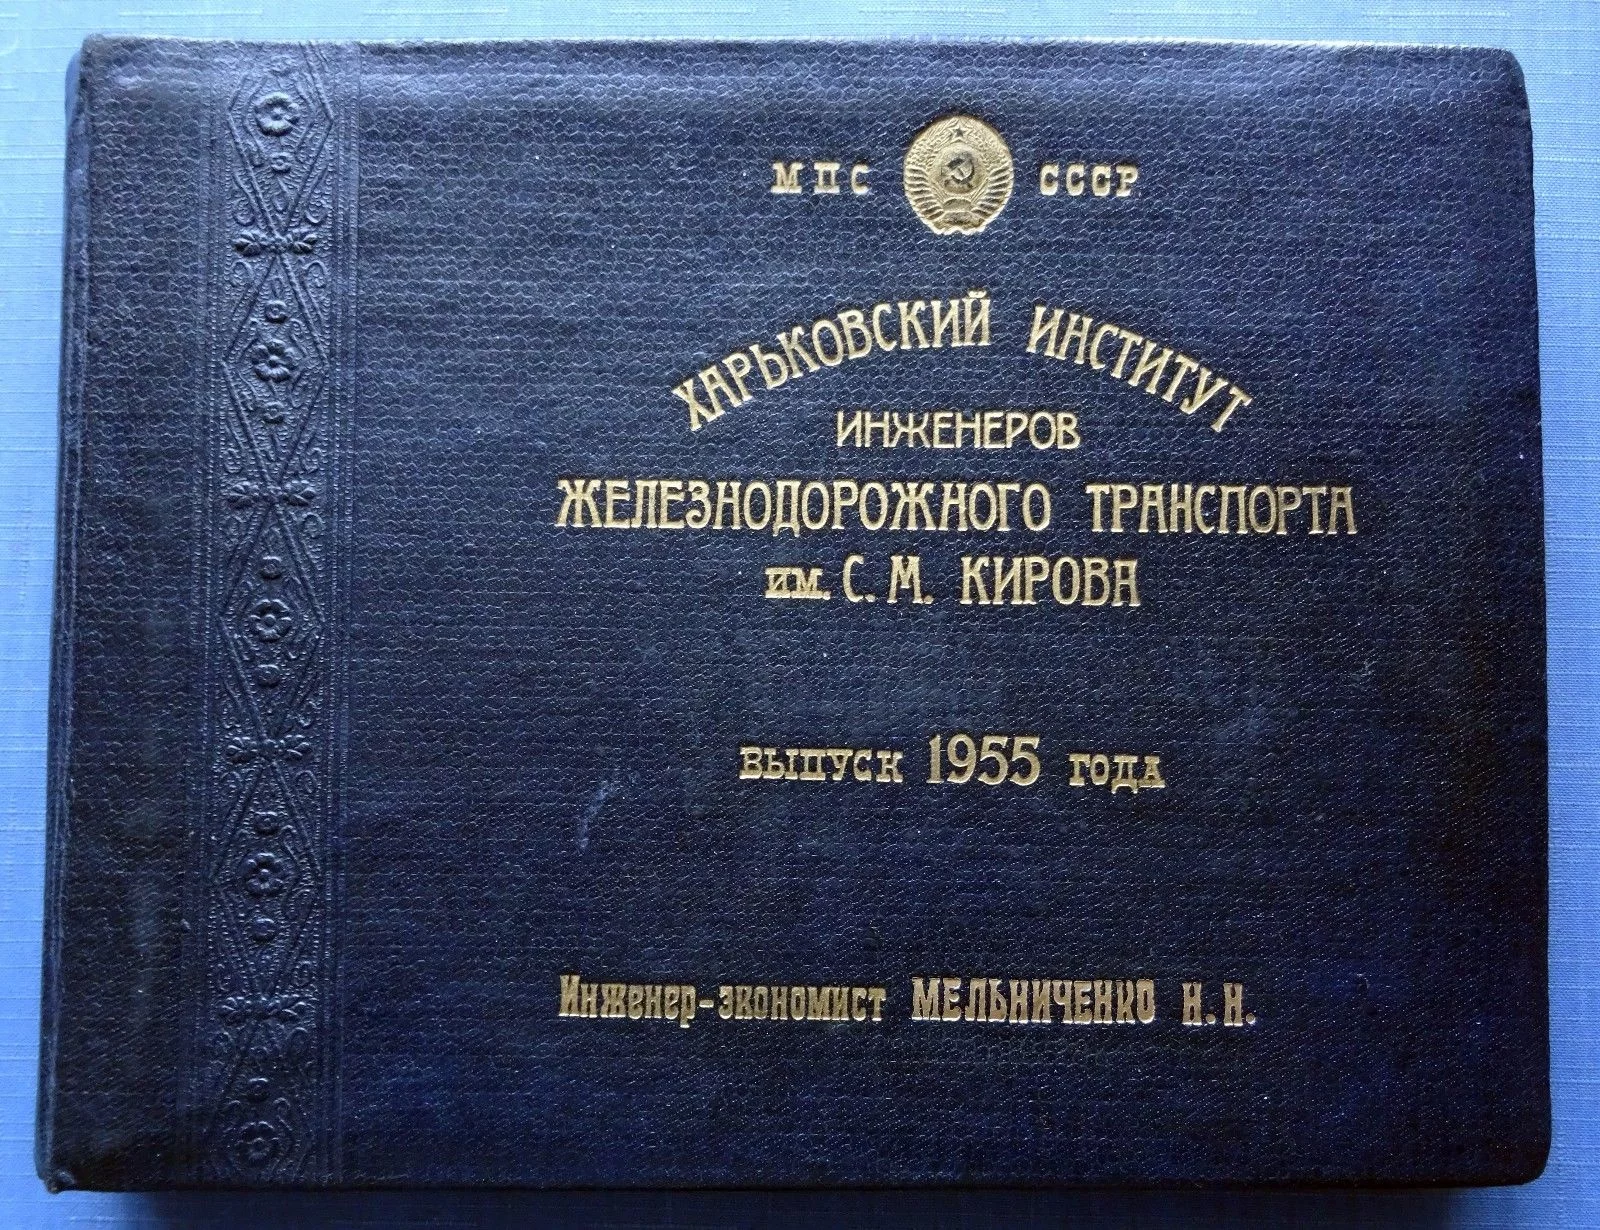 МПС СССР
ХАРЬКОВСКИЙ ИНСТИТУТ
ИНЖЕНЕРОВ
ЖЕЛЕЗНОДОРОЖНОГО ТРАНСПОРТА
им. С. М. КИРОВА
ВЫПУСК 1955 ГОДА
Инженер-экономист МЕЛЬНИЧЕНКО Н. Н.